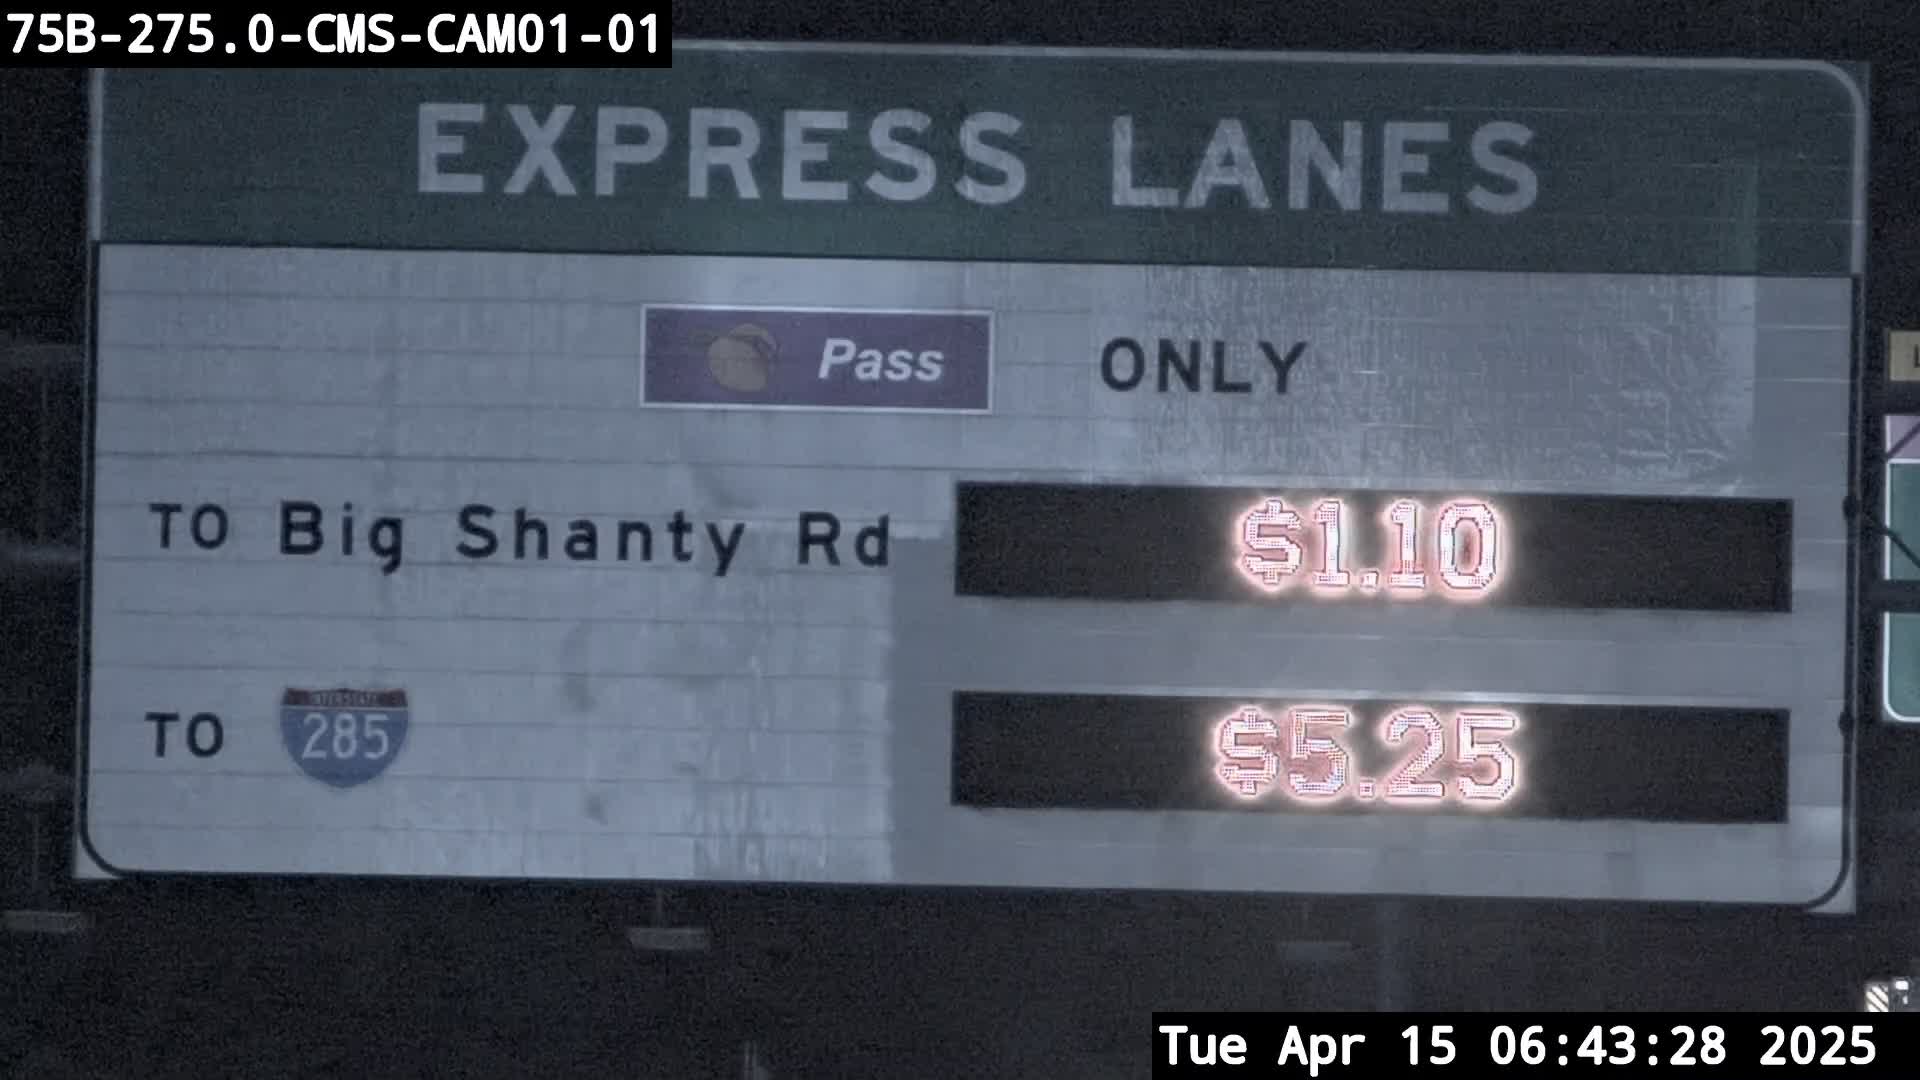 75B-275.0-CMS-CAM01-01
EXPRESS LANES
Pass ONLY
TO Big Shanty Rd $1.10
INTERSTATE
TO 285 $5.25
Tue Apr 15 06:43:28 2025